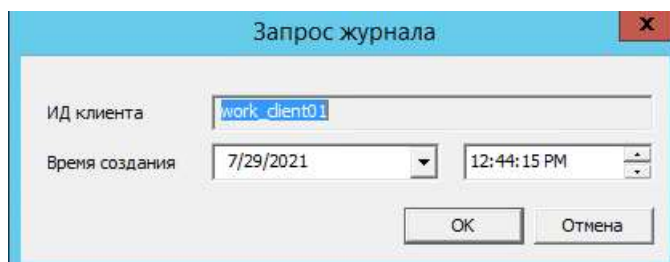 Запрос журнала
x
ИД клиента work_client01
Время создания 7/29/2021 12:44:15 PM
OK Отмена